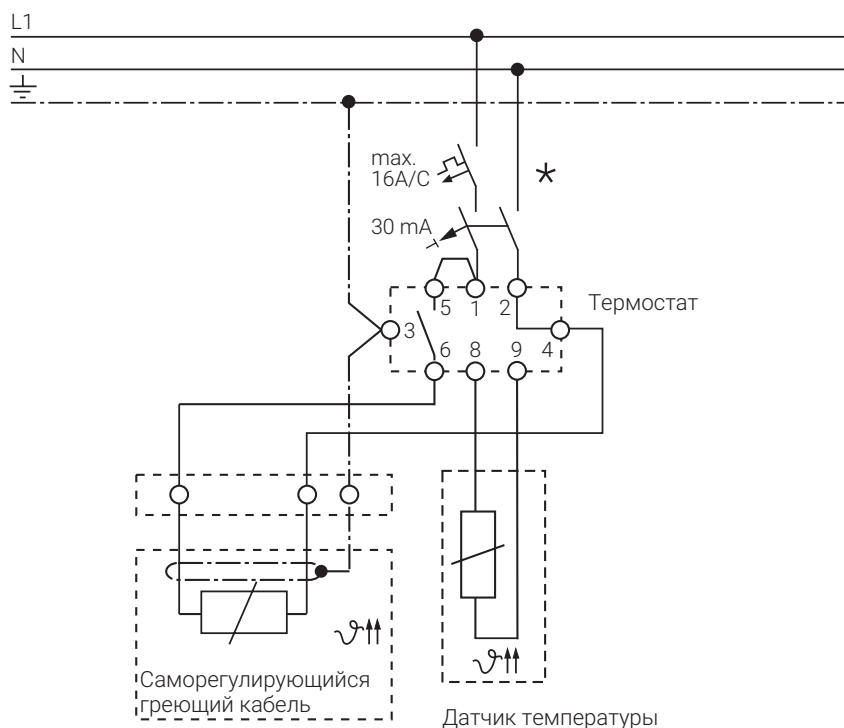 L1
N
max.
16A/C
*
30 mA
5 1 2
Термостат
3
6 8 9 4
ϑ
Саморегулирующийся
греющий кабель
ϑ
Датчик температуры